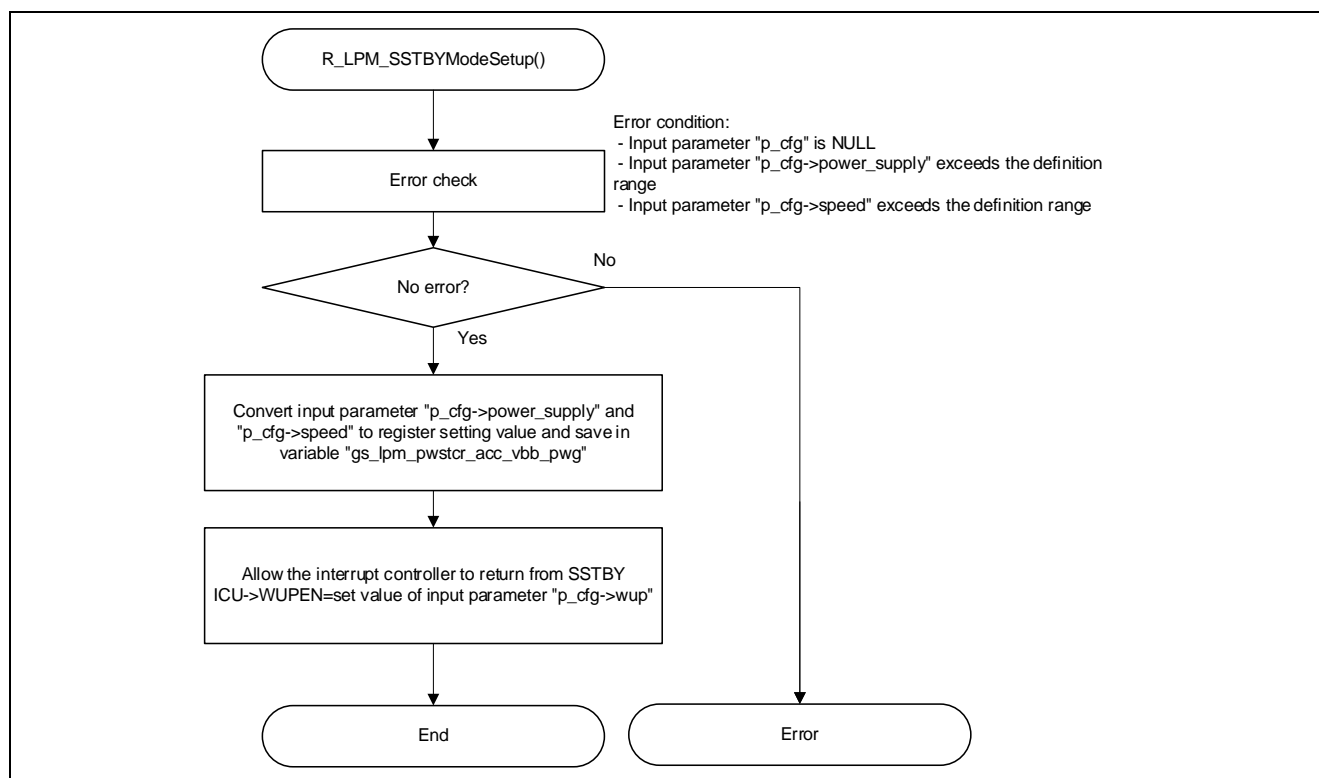 R_LPM_SSTBYModeSetup()
Error condition:
- Input parameter "p_cfg" is NULL
- Input parameter "p_cfg->power_supply" exceeds the definition
range
- Input parameter "p_cfg->speed" exceeds the definition range
Error check
No error?
No
Yes
Convert input parameter "p_cfg->power_supply" and
"p_cfg->speed" to register setting value and save in
variable "gs_lpm_pwstcr_acc_vbb_pwg"
Allow the interrupt controller to return from SSTBY
ICU->WUPEN=set value of input parameter "p_cfg->wup"
End
Error